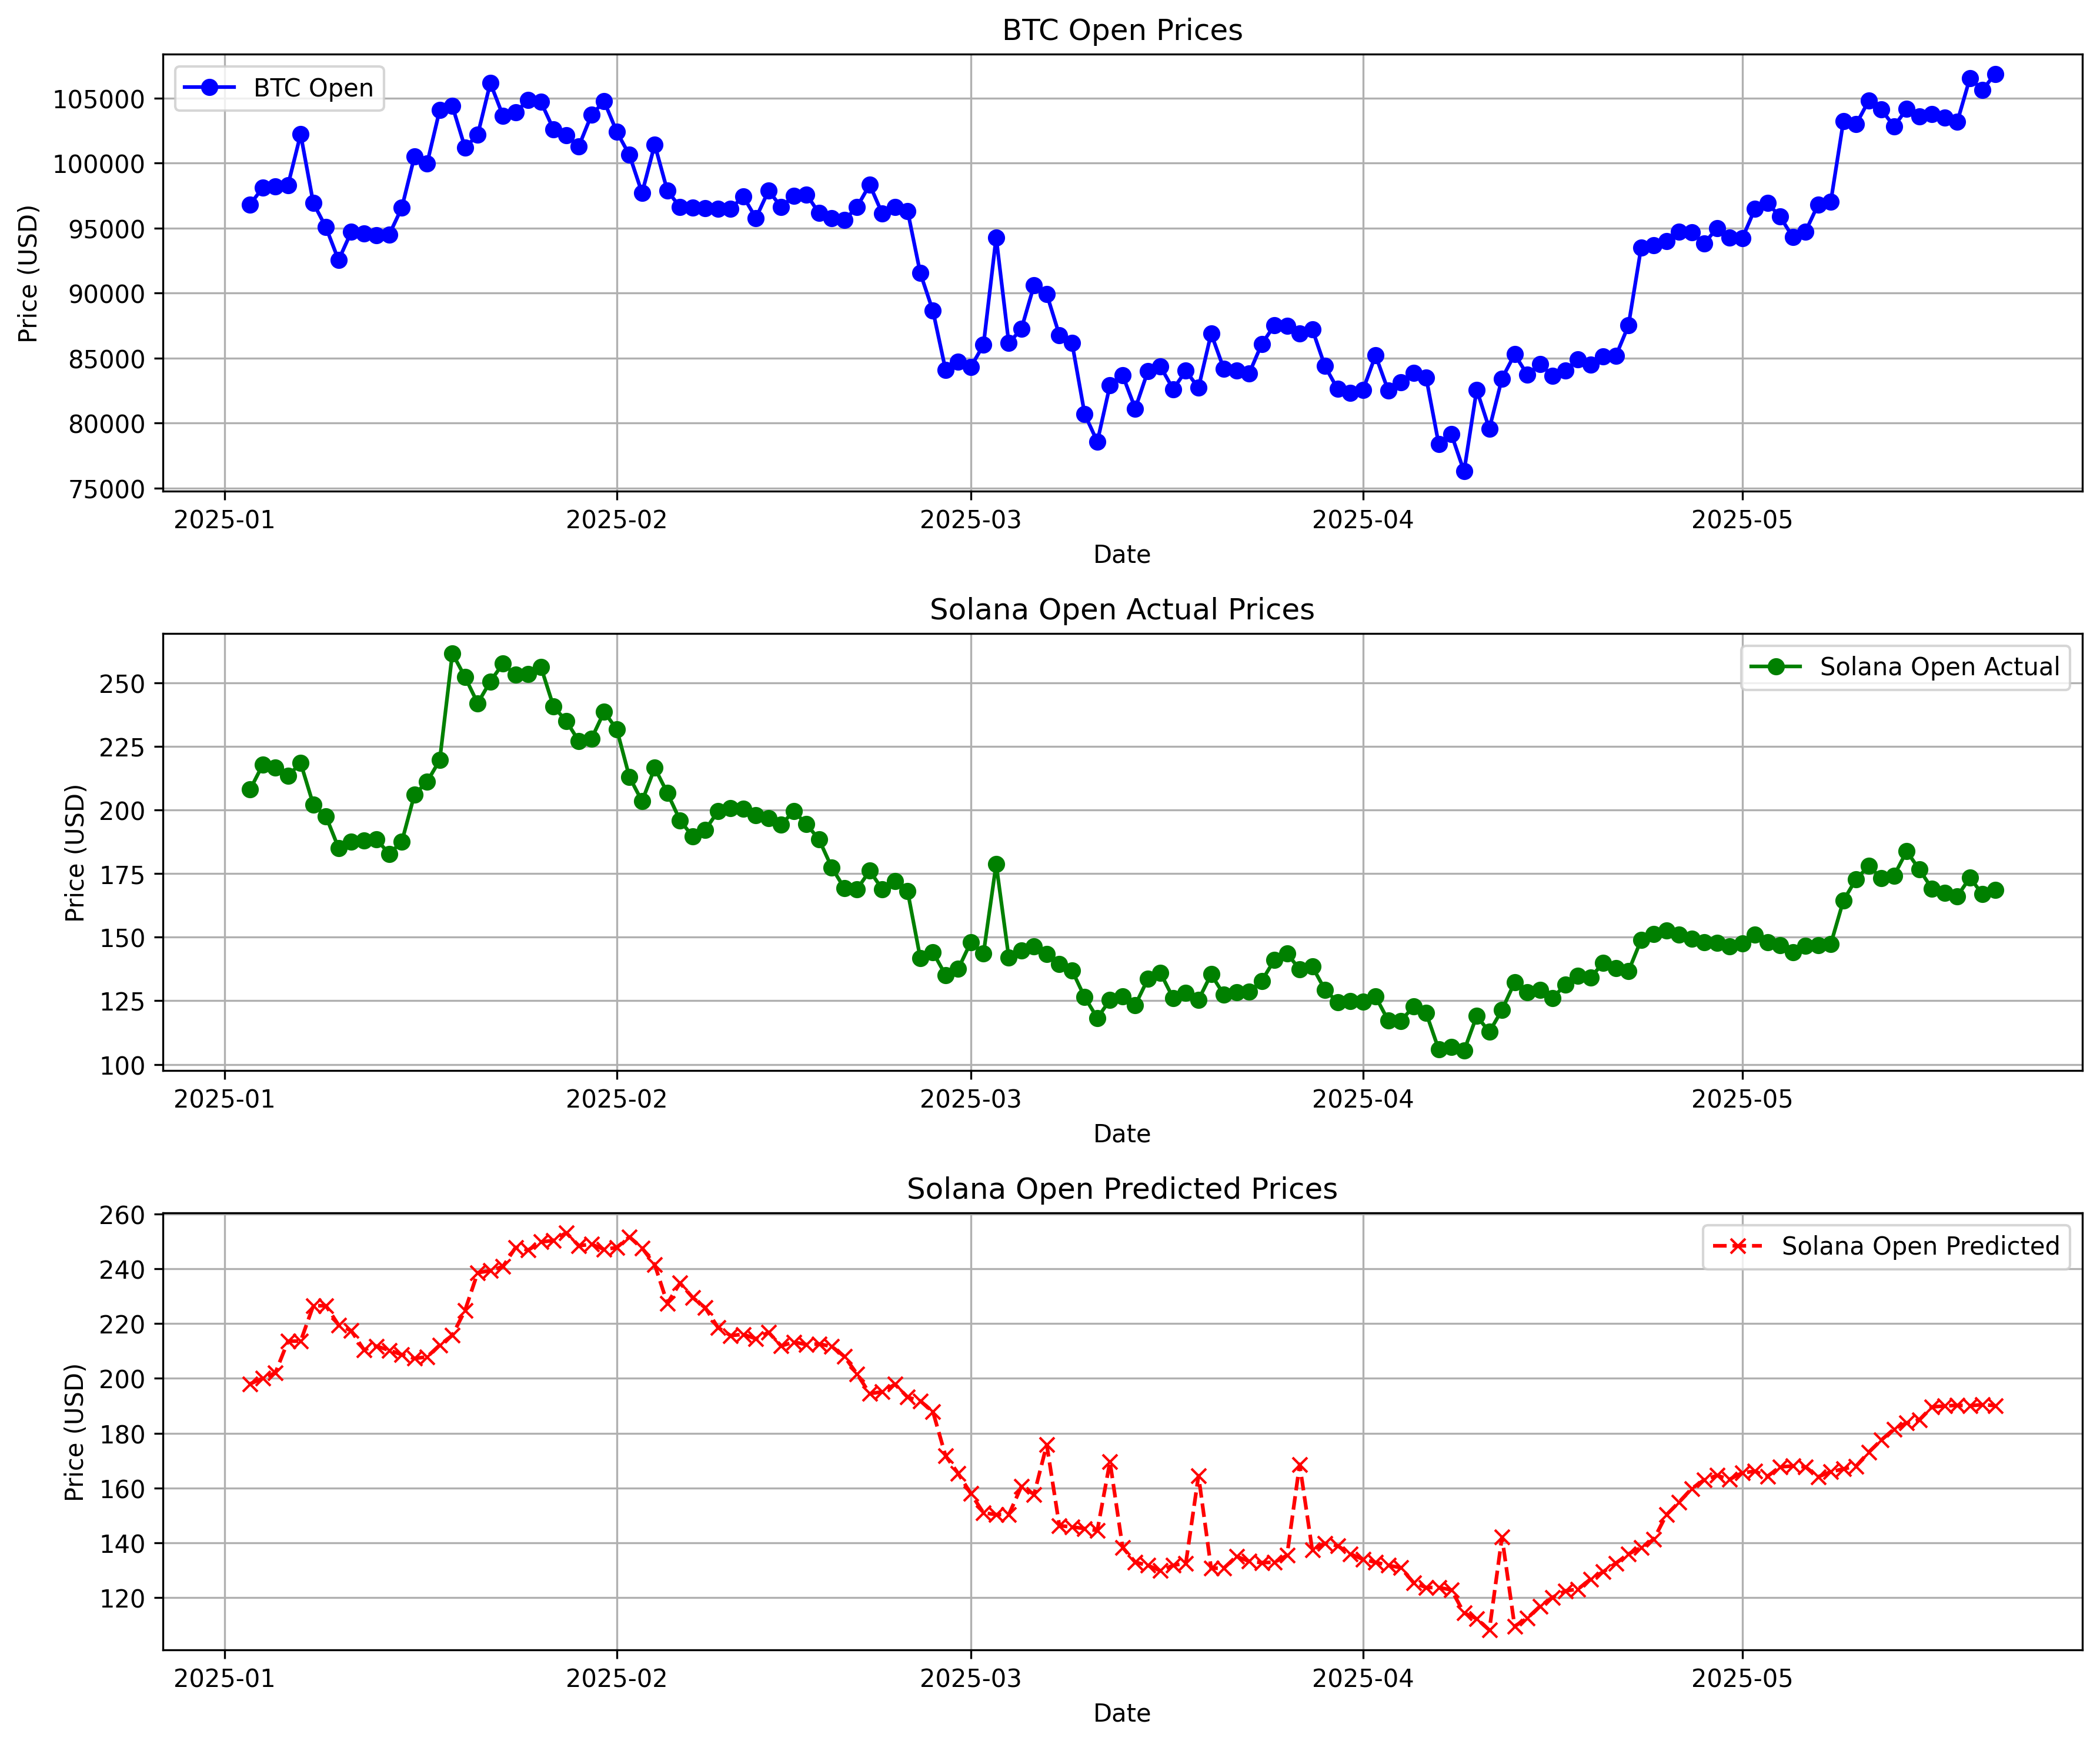 BTC Open Prices
BTC Open
Price (USD)
105000
100000
95000
90000
85000
80000
75000
2025-01 2025-02 2025-03 2025-04 2025-05
Date
Solana Open Actual Prices
Solana Open Actual
Price (USD)
250
225
200
175
150
125
100
2025-01 2025-02 2025-03 2025-04 2025-05
Date
Solana Open Predicted Prices
Solana Open Predicted
Price (USD)
260
240
220
200
180
160
140
120
2025-01 2025-02 2025-03 2025-04 2025-05
Date